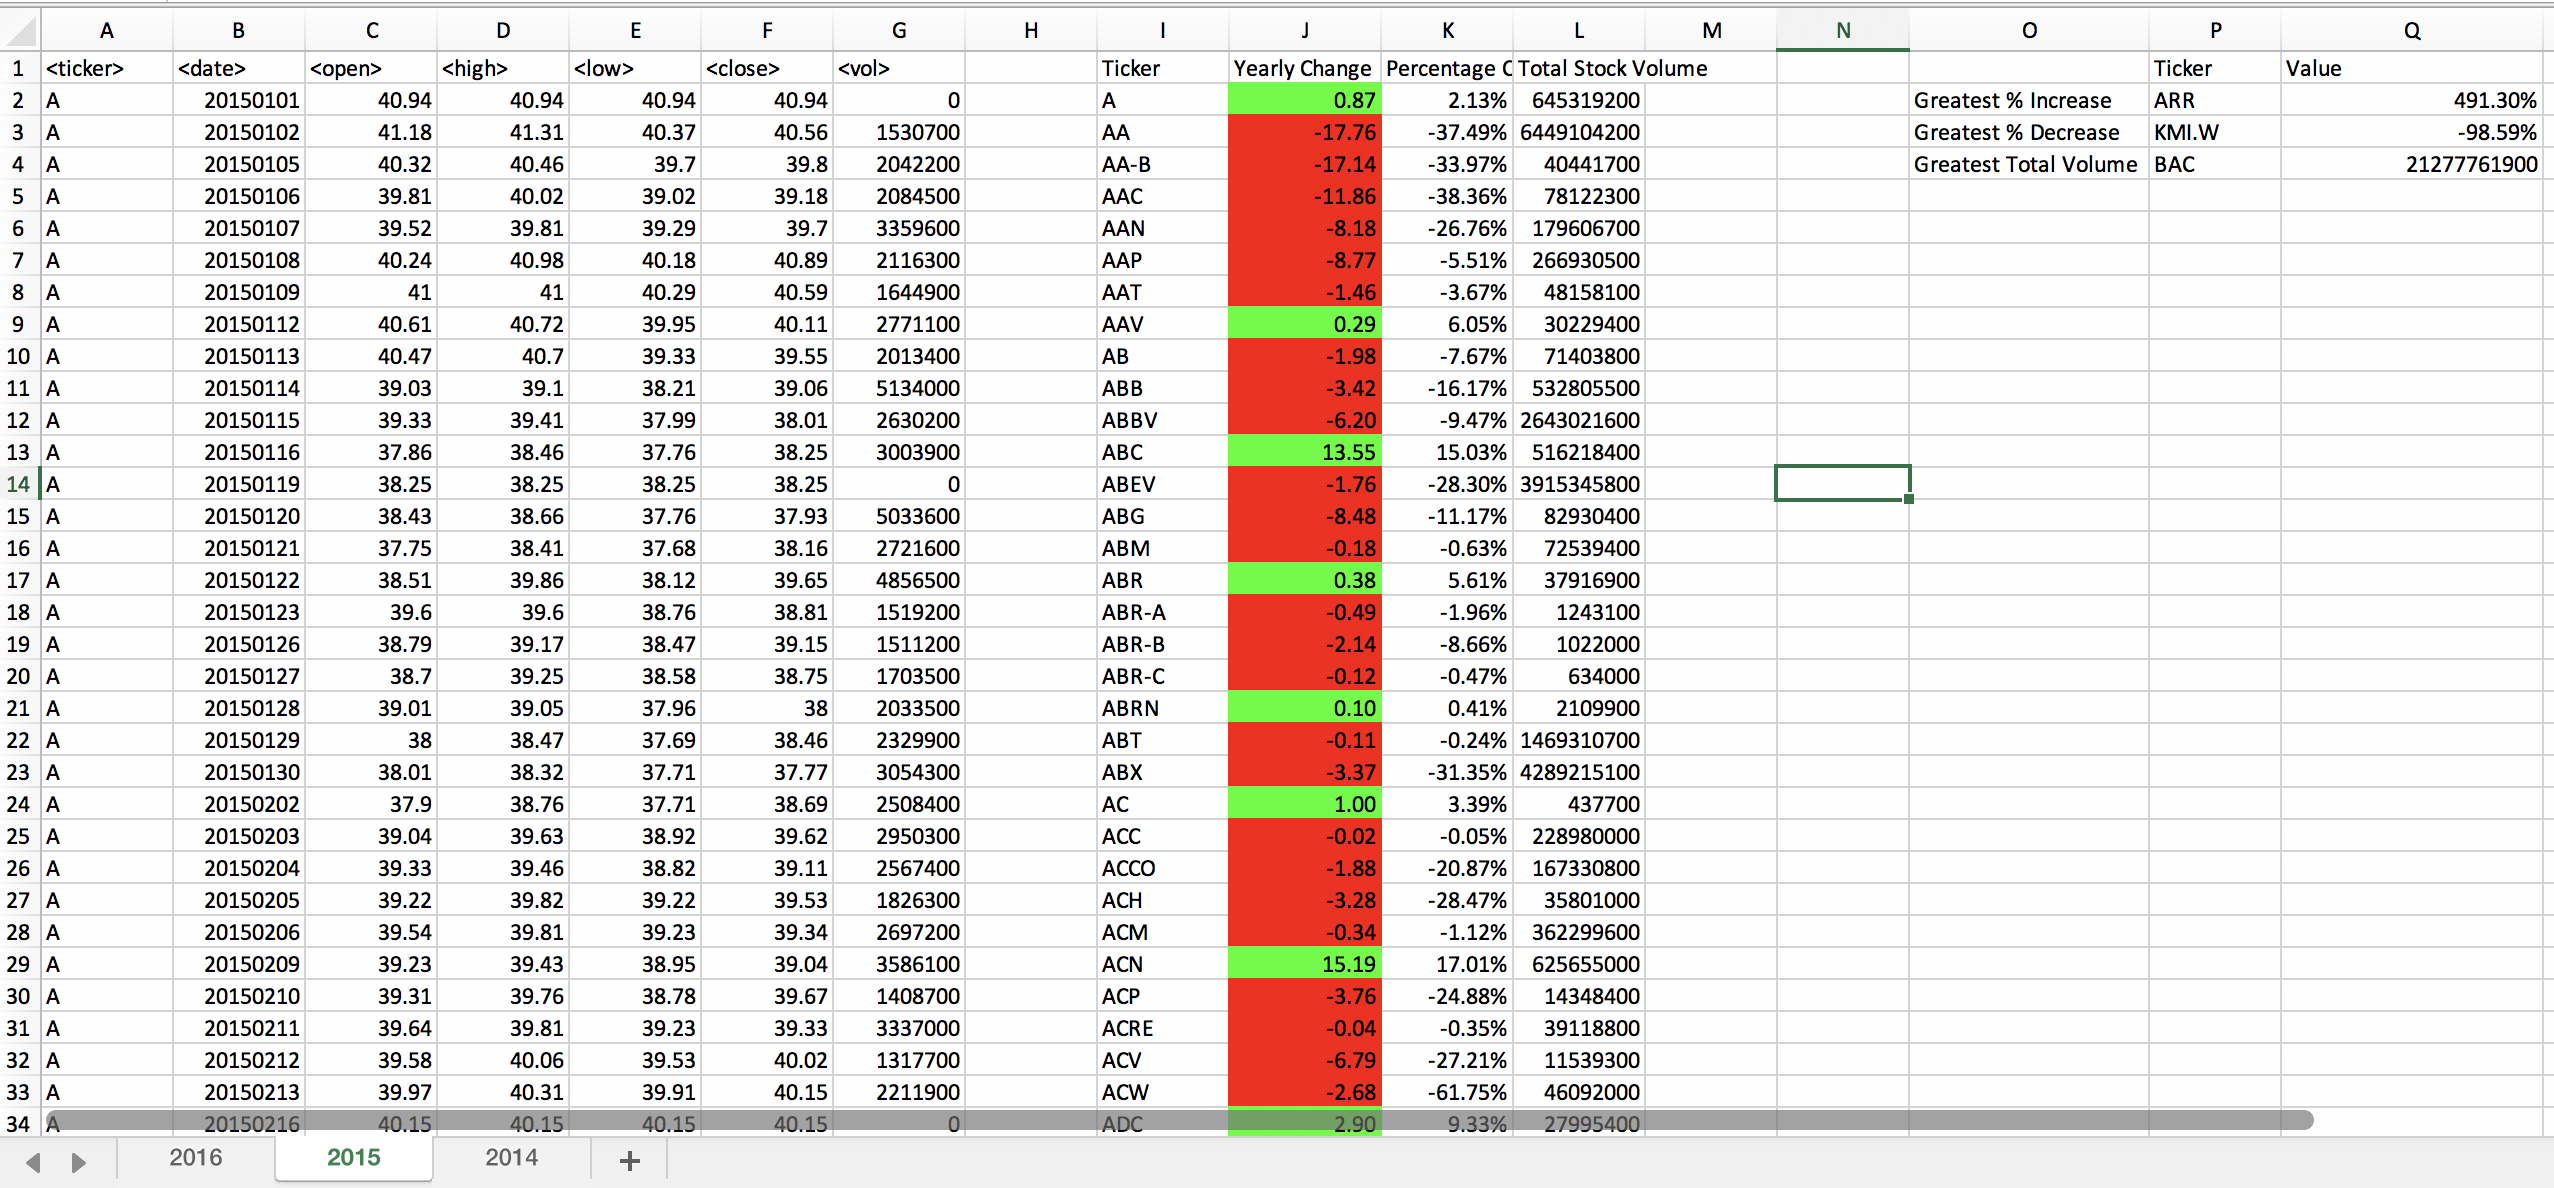 A B C D E F G H I J K L M N O P Q
1 <ticker> <date> <open> <high> <low> <close> <vol> Ticker Yearly Change Percentage C Total Stock Volume Ticker Value
2 A 20150101 40.94 40.94 40.94 40.94 0 A 0.87 2.13% 645319200 Greatest % Increase ARR 491.30%
3 A 20150102 41.18 41.31 40.37 40.56 1530700 AA -17.76 -37.49% 6449104200 Greatest % Decrease KMI.W -98.59%
4 A 20150105 40.32 40.46 39.7 39.8 2042200 AA-B -17.14 -33.97% 40441700 Greatest Total Volume BAC 21277761900
5 A 20150106 39.81 40.02 39.02 39.18 2084500 AAC -11.86 -38.36% 78122300
6 A 20150107 39.52 39.81 39.29 39.7 3359600 AAN -8.18 -26.76% 179606700
7 A 20150108 40.24 40.98 40.18 40.89 2116300 AAP -8.77 -5.51% 266930500
8 A 20150109 41 41 40.29 40.59 1644900 AAT -1.46 -3.67% 48158100
9 A 20150112 40.61 40.72 39.95 40.11 2771100 AAV 0.29 6.05% 30229400
10 A 20150113 40.47 40.7 39.33 39.55 2013400 AB -1.98 -7.67% 71403800
11 A 20150114 39.03 39.1 38.21 39.06 5134000 ABB -3.42 -16.17% 532805500
12 A 20150115 39.33 39.41 37.99 38.01 2630200 ABBV -6.20 -9.47% 2643021600
13 A 20150116 37.86 38.46 37.76 38.25 3003900 ABC 13.55 15.03% 516218400
14 A 20150119 38.25 38.25 38.25 38.25 0 ABEV -1.76 -28.30% 3915345800
15 A 20150120 38.43 38.66 37.76 37.93 5033600 ABG -8.48 -11.17% 82930400
16 A 20150121 37.75 38.41 37.68 38.16 2721600 ABM -0.18 -0.63% 72539400
17 A 20150122 38.51 39.86 38.12 39.65 4856500 ABR 0.38 5.61% 37916900
18 A 20150123 39.6 39.6 38.76 38.81 1519200 ABR-A -0.49 -1.96% 1243100
19 A 20150126 38.79 39.17 38.47 39.15 1511200 ABR-B -2.14 -8.66% 1022000
20 A 20150127 38.7 39.25 38.58 38.75 1703500 ABR-C -0.12 -0.47% 634000
21 A 20150128 39.01 39.05 37.96 38 2033500 ABRN 0.10 0.41% 2109900
22 A 20150129 38 38.47 37.69 38.46 2329900 ABT -0.11 -0.24% 1469310700
23 A 20150130 38.01 38.32 37.71 37.77 3054300 ABX -3.37 -31.35% 4289215100
24 A 20150202 37.9 38.76 37.71 38.69 2508400 AC 1.00 3.39% 437700
25 A 20150203 39.04 39.63 38.92 39.62 2950300 ACC -0.02 -0.05% 228980000
26 A 20150204 39.33 39.46 38.82 39.11 2567400 ACCO -1.88 -20.87% 167330800
27 A 20150205 39.22 39.82 39.22 39.53 1826300 ACH -3.28 -28.47% 35801000
28 A 20150206 39.54 39.81 39.23 39.34 2697200 ACM -0.34 -1.12% 362299600
29 A 20150209 39.23 39.43 38.95 39.04 3586100 ACN 15.19 17.01% 625655000
30 A 20150210 39.31 39.76 38.78 39.67 1408700 ACP -3.76 -24.88% 14348400
31 A 20150211 39.64 39.81 39.23 39.33 3337000 ACRE -0.04 -0.35% 39118800
32 A 20150212 39.58 40.06 39.53 40.02 1317700 ACV -6.79 -27.21% 11539300
33 A 20150213 39.97 40.31 39.91 40.15 2211900 ACW -2.68 -61.75% 46092000
34 A 20150216 40.15 40.15 40.15 40.15 0 ADC 2.90 9.33% 27995400
2016 2015 2014 +